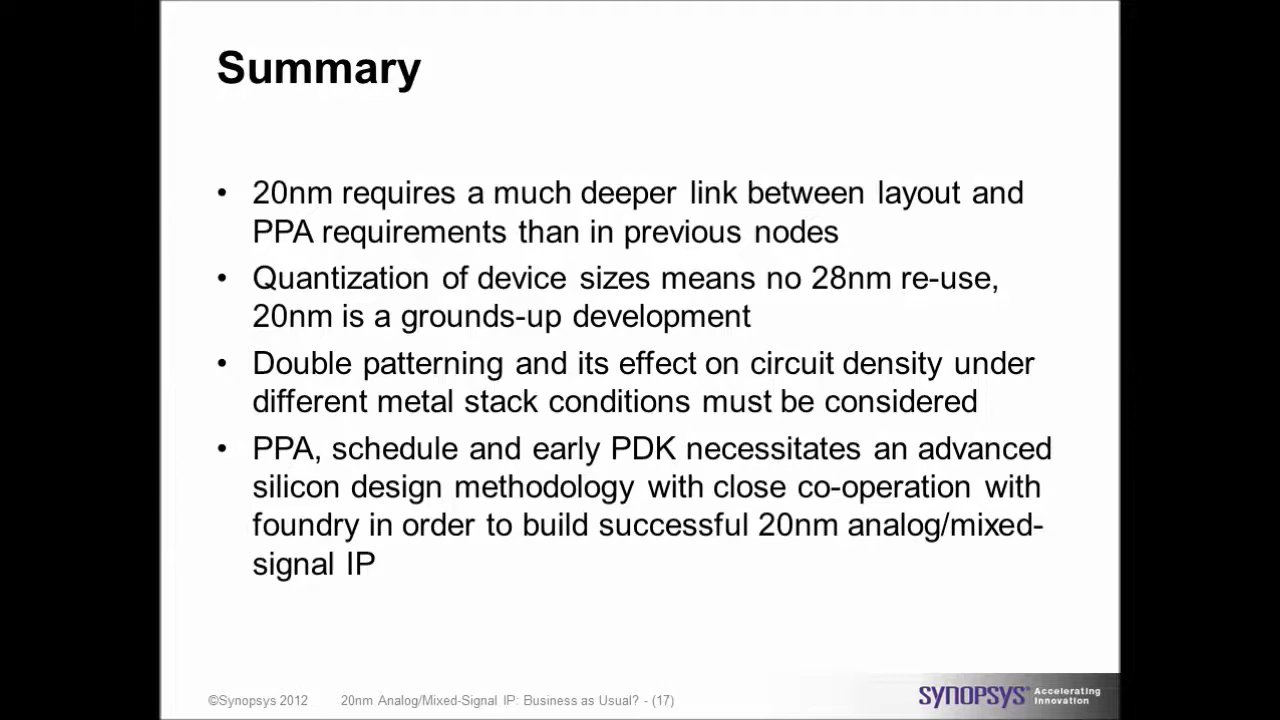 Summary
• 20nm requires a much deeper link between layout and
PPA requirements than in previous nodes
• Quantization of device sizes means no 28nm re-use,
20nm is a grounds-up development
• Double patterning and its effect on circuit density under
different metal stack conditions must be considered
• PPA, schedule and early PDK necessitates an advanced
silicon design methodology with close co-operation with
foundry in order to build successful 20nm analog/mixed-
signal IP
©Synopsys 2012 20nm Analog/Mixed-Signal IP: Business as Usual? - (17)
SYNOPSYS® Accelerating
Innovation